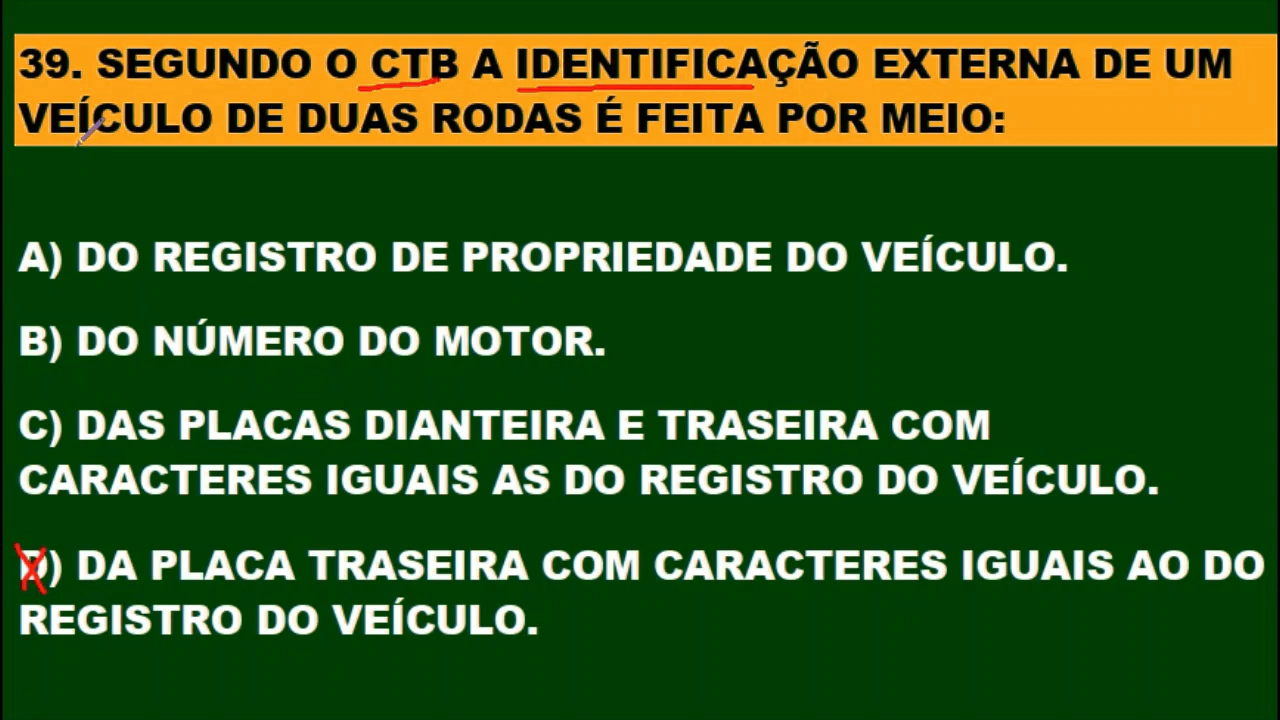 39. SEGUNDO O CTB A IDENTIFICAÇÃO EXTERNA DE UM
VEÍCULO DE DUAS RODAS É FEITA POR MEIO:
A) DO REGISTRO DE PROPRIEDADE DO VEÍCULO.
B) DO NÚMERO DO MOTOR.
C) DAS PLACAS DIANTEIRA E TRASEIRA COM
CARACTERES IGUAIS AS DO REGISTRO DO VEÍCULO.
D) DA PLACA TRASEIRA COM CARACTERES IGUAIS AO DO
REGISTRO DO VEÍCULO.